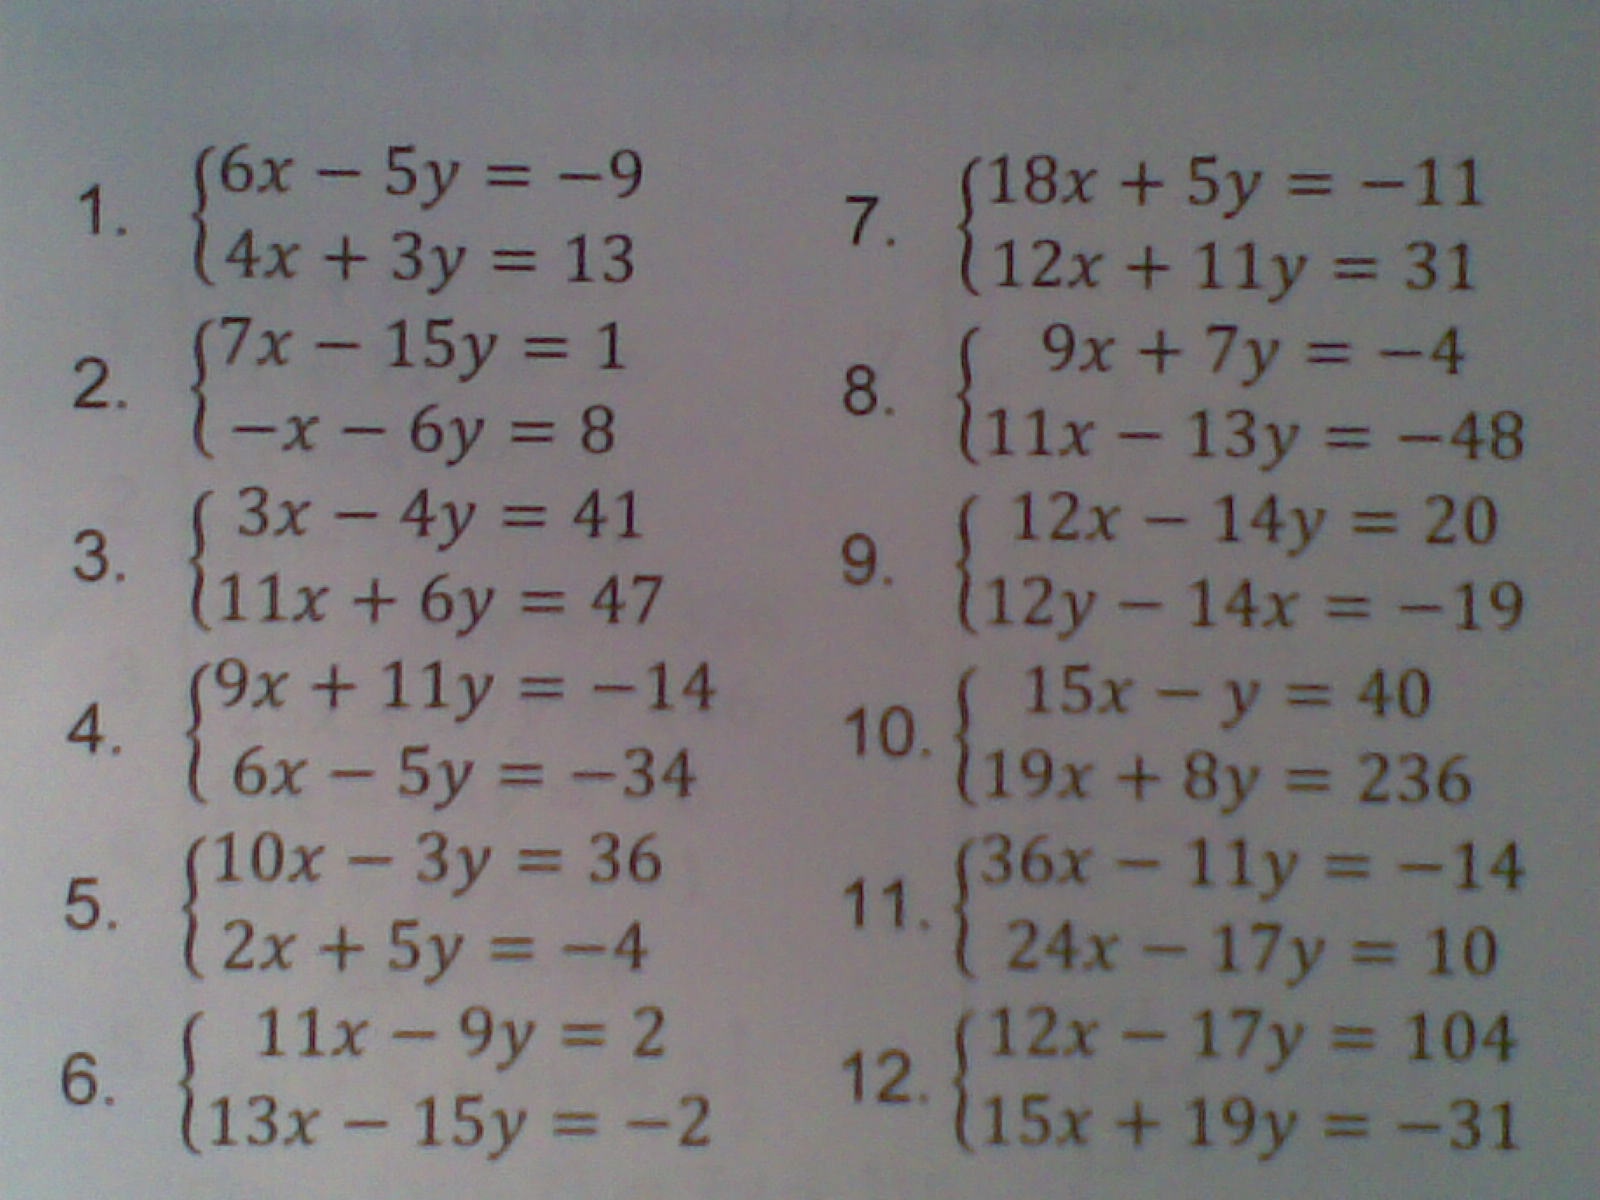 1. {6x − 5y = −9
4x + 3y = 13
2. {7x − 15y = 1
−x − 6y = 8
3. {3x − 4y = 41
11x + 6y = 47
4. {9x + 11y = −14
6x − 5y = −34
5. {10x − 3y = 36
2x + 5y = −4
6. {11x − 9y = 2
13x − 15y = −2
7. {18x + 5y = −11
12x + 11y = 31
8. {9x + 7y = −4
11x − 13y = −48
9. {12x − 14y = 20
12y − 14x = −19
10. {15x − y = 40
19x + 8y = 236
11. {36x − 11y = −14
24x − 17y = 10
12. {12x − 17y = 104
15x + 19y = −31